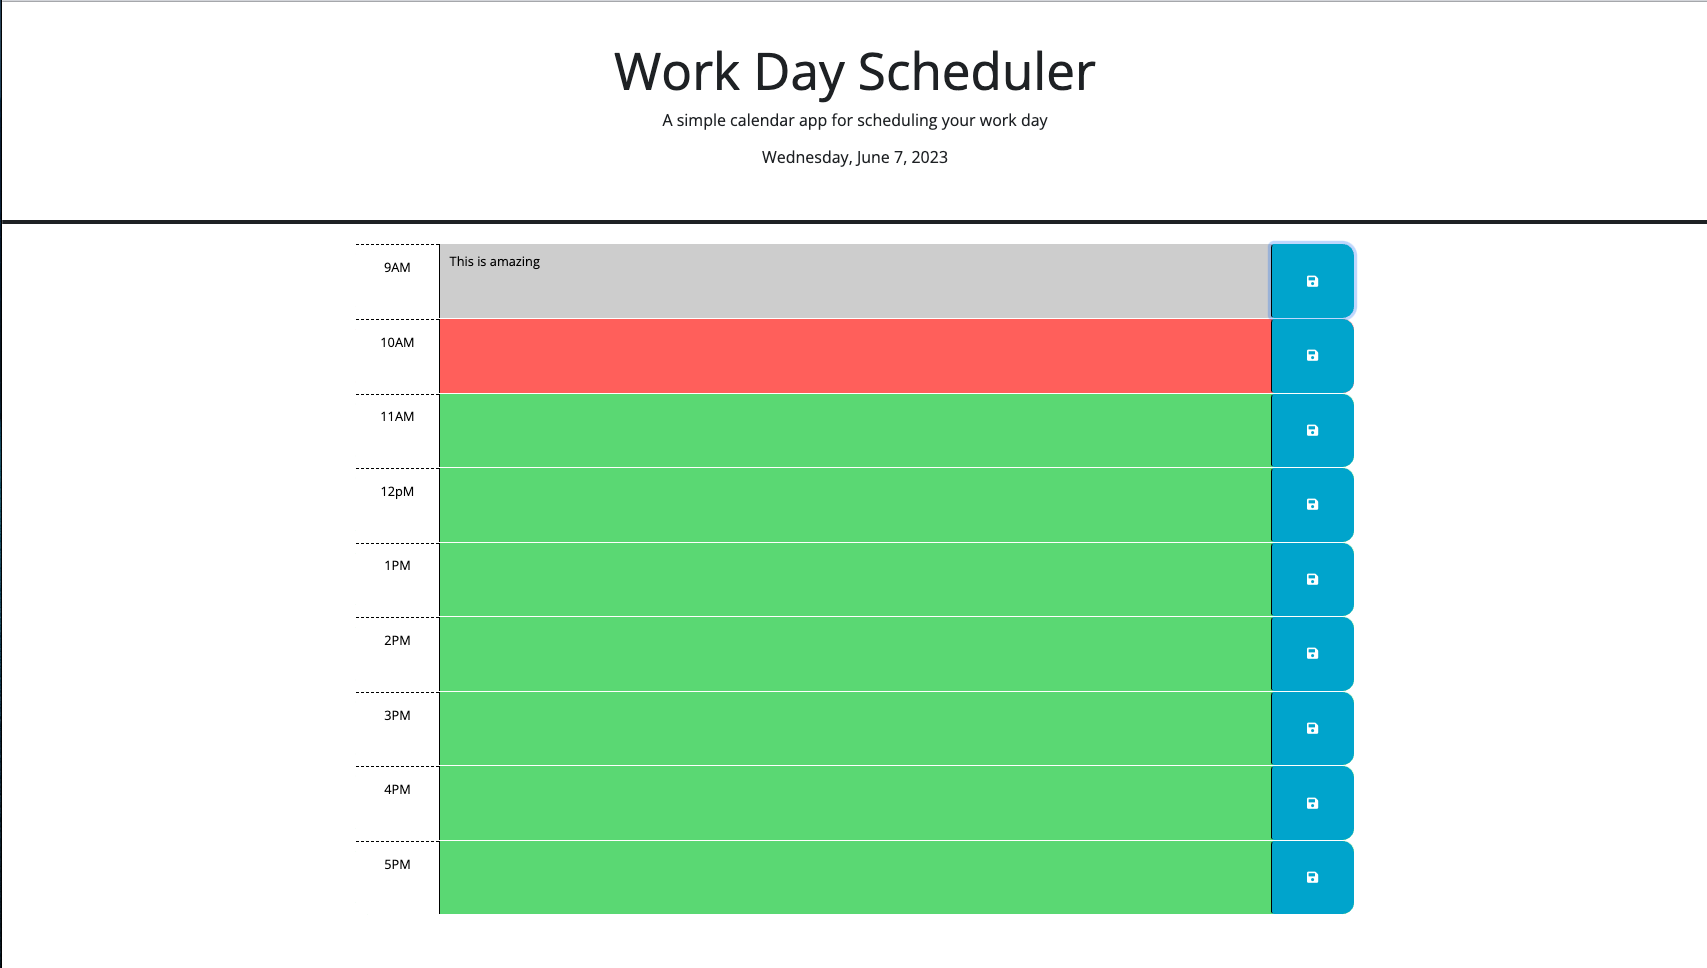 Work Day Scheduler
A simple calendar app for scheduling your work day
Wednesday, June 7, 2023
9AM
This is amazing
10AM
11AM
12pM
1PM
2PM
3PM
4PM
5PM